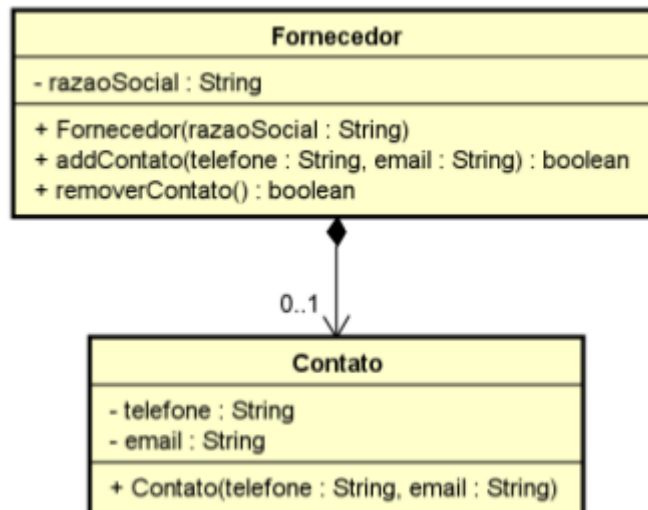 Fornecedor
- razaoSocial : String
+ Fornecedor(razaoSocial : String)
+ addContato(telefone : String, email : String) : boolean
+ removerContato() : boolean
0..1
Contato
- telefone : String
- email : String
+ Contato(telefone : String, email : String)